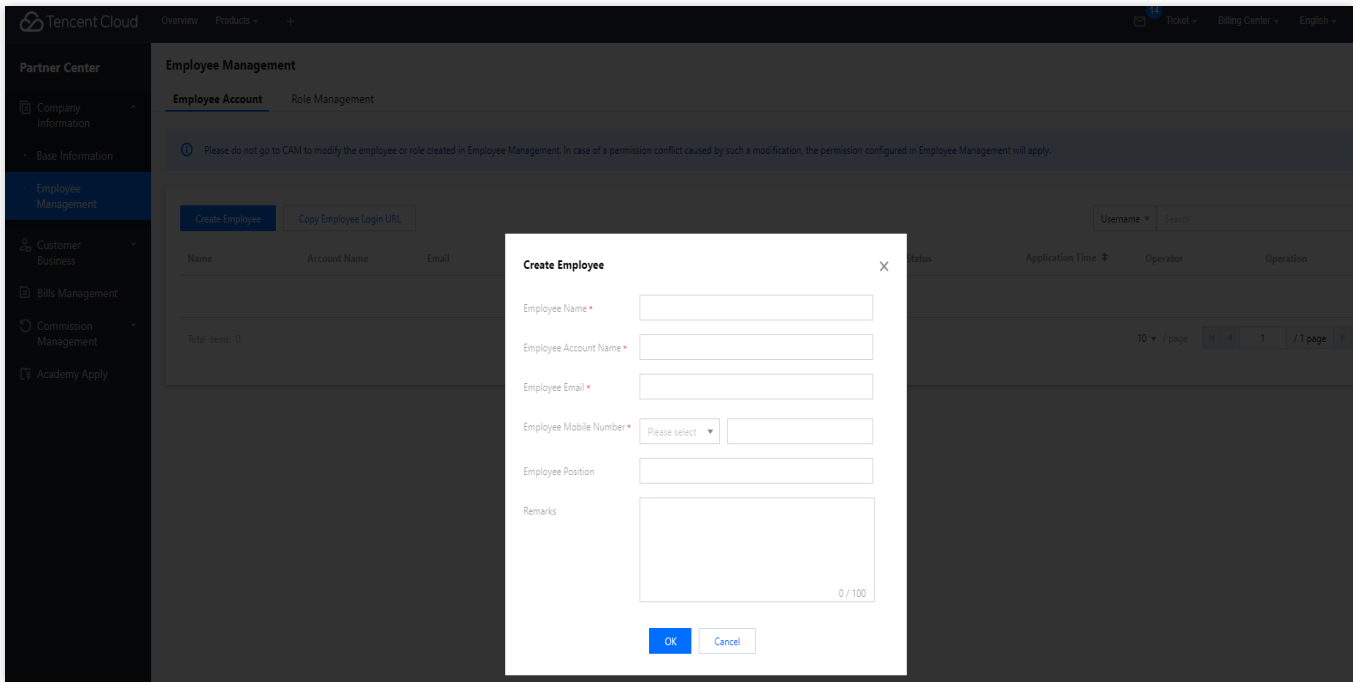 Tencent Cloud Overview Products + 14 Ticket Billing Center English
Partner Center
Employee Management
Employee Account Role Management
Company
Information
Please do not go to CAM to modify the employee or role created in Employee Management. In case of a permission conflict caused by such a modification, the permission configured in Employee Management will apply.
Base Information
Employee
Management
Create Employee Copy Employee Login URL Username Search
Customer
Business
Name Account Name Email Status Application Time Operator Operation
Bills Management
Commission
Management
Total items: 0 10 / page 1 / 1 page
Academy Apply
Create Employee
Employee Name *
Employee Account Name *
Employee Email *
Employee Mobile Number * Please select
Employee Position
Remarks
0 / 100
OK Cancel